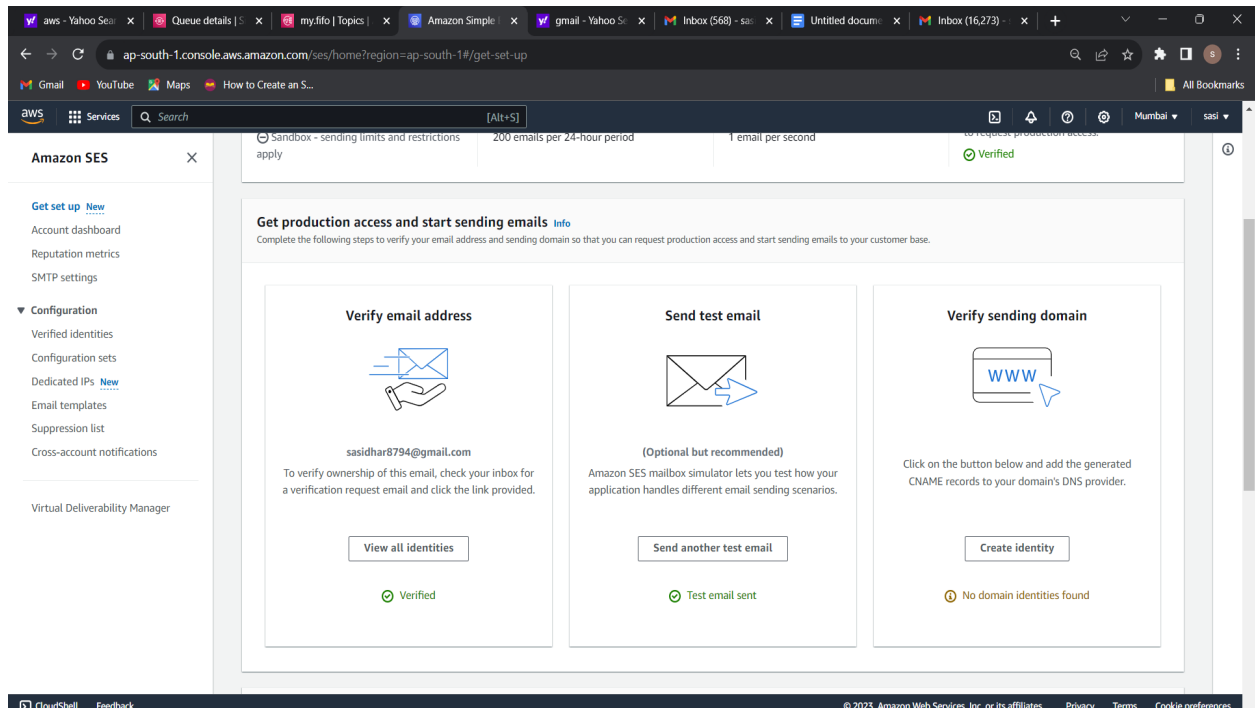 aws - Yahoo Sear
Queue details | S
my.fifo | Topics |
Amazon Simple
gmail - Yahoo Se
Inbox (568) - sas
Untitled docume
Inbox (16,273) -
ap-south-1.console.aws.amazon.com/ses/home?region=ap-south-1#/get-set-up
S
Gmail
YouTube
Maps
How to Create an S...
All Bookmarks
aws
Services
Search
[Alt+S]
Mumbai
sasi
Amazon SES
Get set up New
Account dashboard
Reputation metrics
SMTP settings
Configuration
Verified identities
Configuration sets
Dedicated IPs New
Email templates
Suppression list
Cross-account notifications
Virtual Deliverability Manager
Sandbox - sending limits and restrictions
apply
200 emails per 24-hour period
1 email per second
to request production access.
Verified
Get production access and start sending emails Info
Complete the following steps to verify your email address and sending domain so that you can request production access and start sending emails to your customer base.
Verify email address
sasidhar8794@gmail.com
To verify ownership of this email, check your inbox for
a verification request email and click the link provided.
View all identities
Verified
Send test email
(Optional but recommended)
Amazon SES mailbox simulator lets you test how your
application handles different email sending scenarios.
Send another test email
Test email sent
Verify sending domain
WWW
Click on the button below and add the generated
CNAME records to your domain's DNS provider.
Create identity
No domain identities found
CloudShell
Feedback
© 2023, Amazon Web Services, Inc. or its affiliates.
Privacy
Terms
Cookie preferences